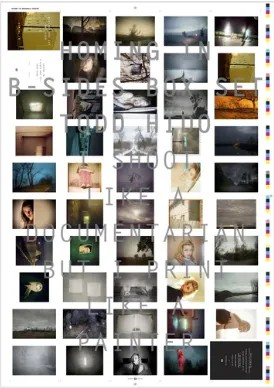 HOMING IN
B SIDES BOX SET
TODD HIDO
I SHOOT
LIKE A
DOCUMENTARIAN
BUT I PRINT
LIKE A
PAINTER